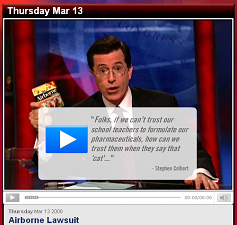 Thursday Mar 13
Airborne
"Folks, if we can't trust our
school teachers to formulate our
pharmaceuticals, how can we
trust them when they say that
'cat'..."
- Stephen Colbert
00:00/00:00
Thursday Mar 13 2008
Airborne Lawsuit